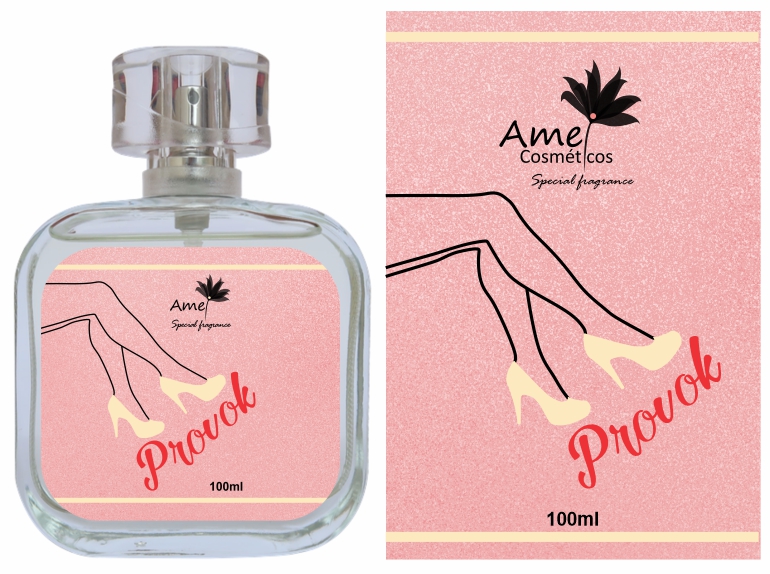 Ame
Special fragrance
Provok
100ml
Ame
Cosméticos
Special fragrance
Provok
100ml